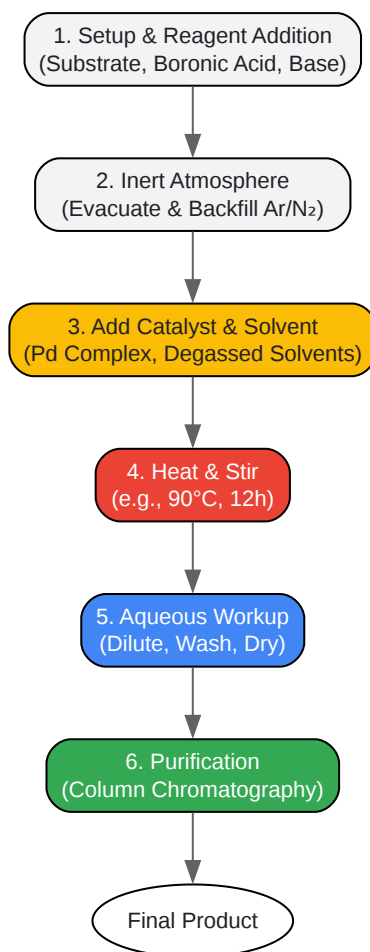 1. Setup & Reagent Addition
(Substrate, Boronic Acid, Base)
2. Inert Atmosphere
(Evacuate & Backfill Ar/N₂)
3. Add Catalyst & Solvent
(Pd Complex, Degassed Solvents)
4. Heat & Stir
(e.g., 90°C, 12h)
5. Aqueous Workup
(Dilute, Wash, Dry)
6. Purification
(Column Chromatography)
Final Product